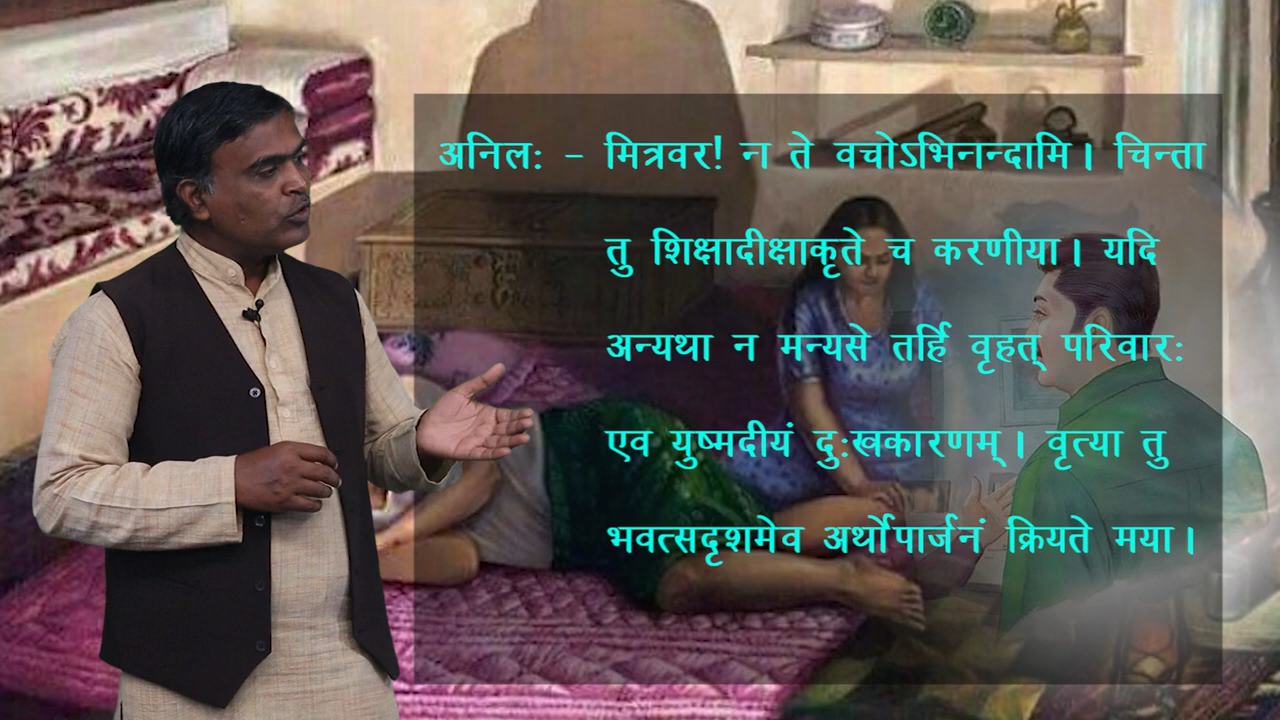 अनिल: - मित्रवर! न ते वचोऽभिनन्दामि। चिन्ता
तु शिक्षादीक्षाकृते च करणीया। यदि
अन्यथा न मन्यसे तर्हि वृहत् परिवार:
एव युष्मदीयं दु:खकारणम्। वृत्या तु
भवत्सदृशमेव अर्थोपार्जनं क्रियते मया।